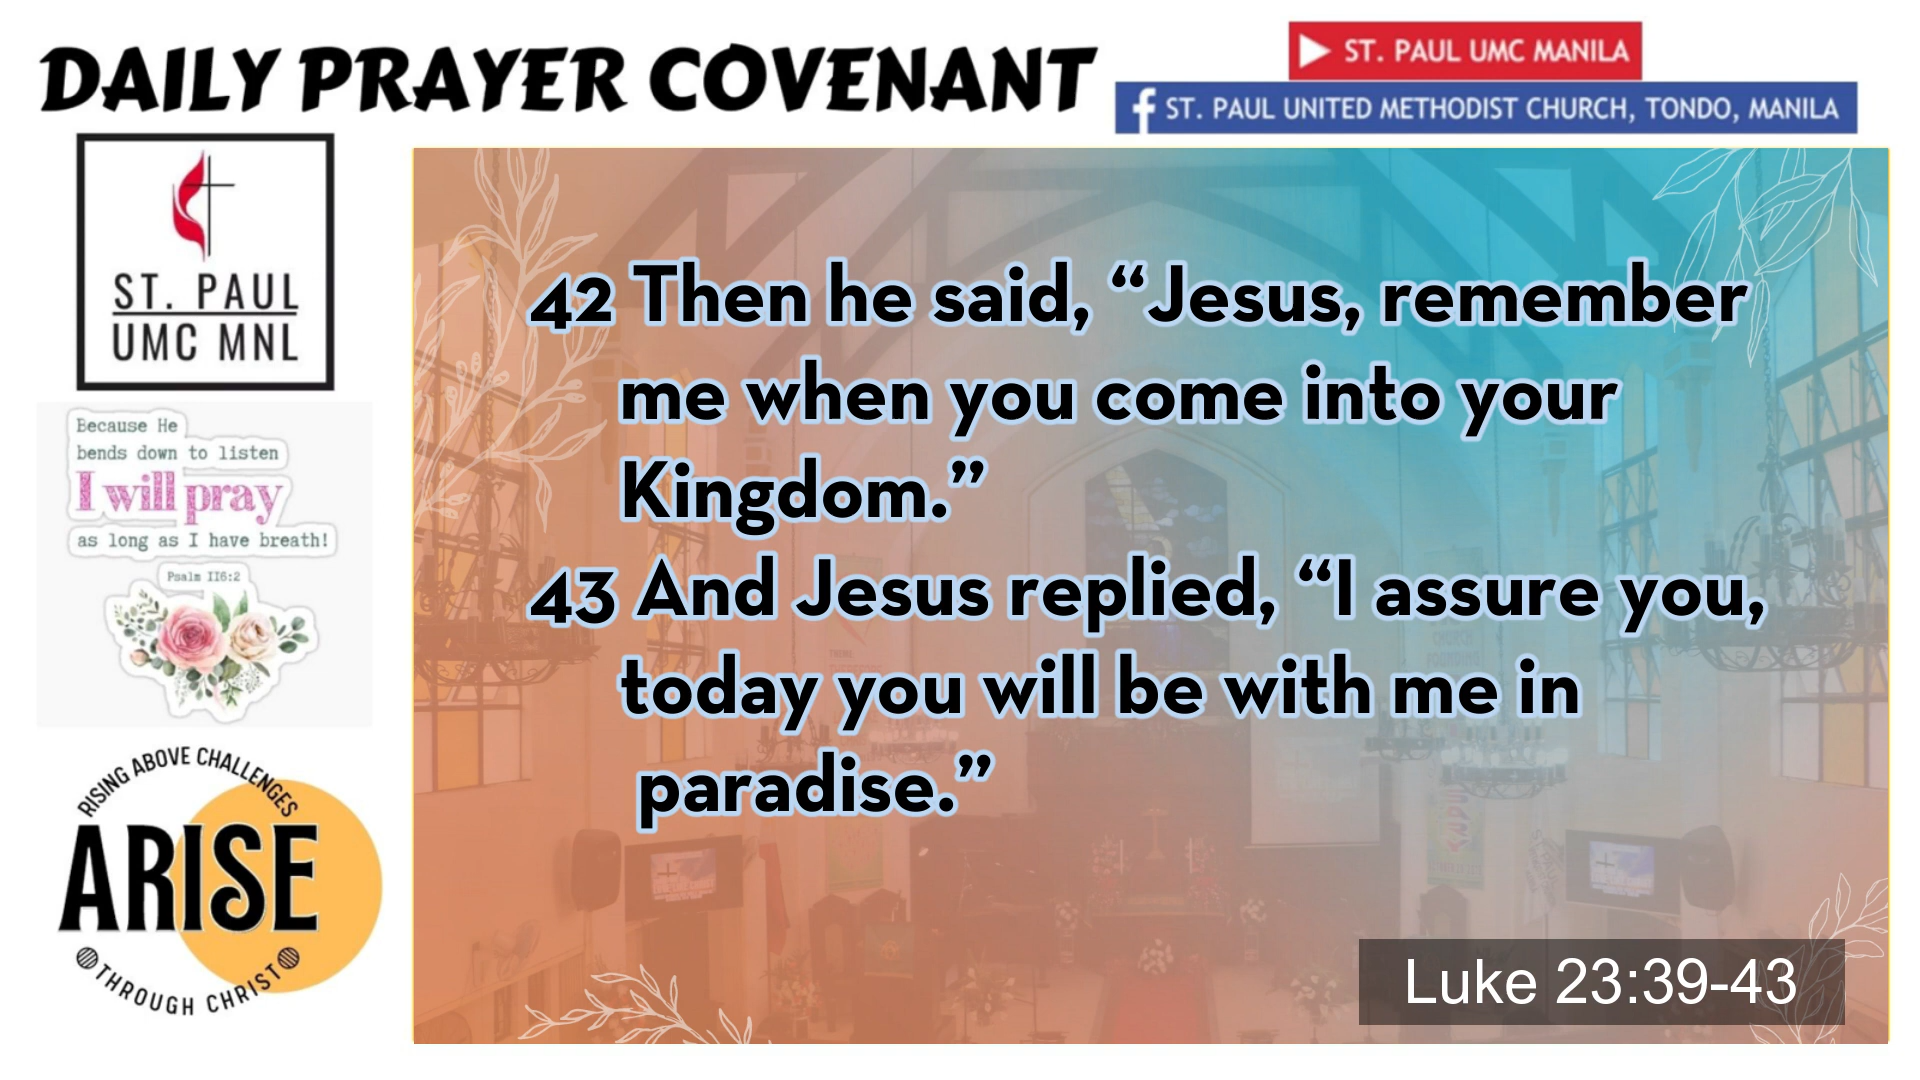 DAILY PRAYER COVENANT
ST. PAUL UMC MANILA
f ST. PAUL UNITED METHODIST CHURCH, TONDO, MANILA
ST. PAUL
UMC MNL
Because He
bends down to listen
I will pray
as long as I have breath!
Psalm 116:2
RISING ABOVE CHALLENGES
ARISE
THROUGH CHRIST
42 Then he said, “Jesus, remember
me when you come into your
Kingdom.”
43 And Jesus replied, “I assure you,
today you will be with me in
paradise.”
Luke 23:39-43